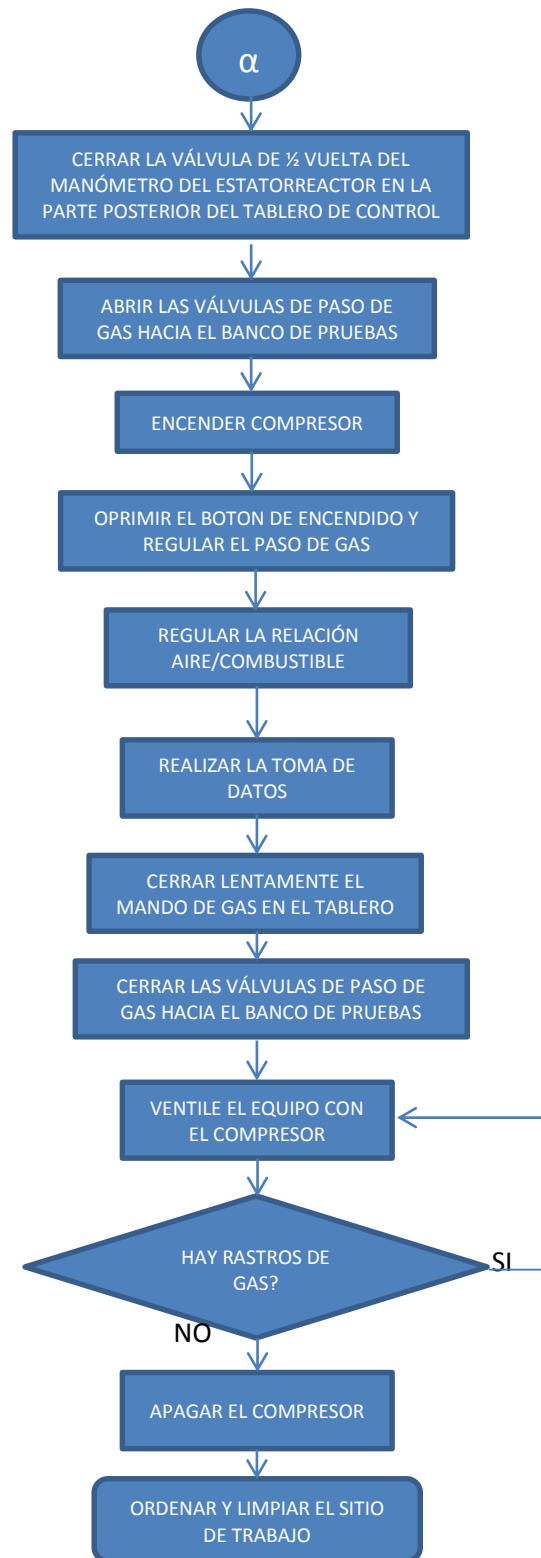 α
CERRAR LA VÁLVULA DE ½ VUELTA DEL
MANÓMETRO DEL ESTATORREACTOR EN LA
PARTE POSTERIOR DEL TABLERO DE CONTROL
ABRIR LAS VÁLVULAS DE PASO DE
GAS HACIA EL BANCO DE PRUEBAS
ENCENDER COMPRESOR
OPRIMIR EL BOTON DE ENCENDIDO Y
REGULAR EL PASO DE GAS
REGULAR LA RELACIÓN
AIRE/COMBUSTIBLE
REALIZAR LA TOMA DE
DATOS
CERRAR LENTAMENTE EL
MANDO DE GAS EN EL TABLERO
CERRAR LAS VÁLVULAS DE PASO DE
GAS HACIA EL BANCO DE PRUEBAS
VENTILE EL EQUIPO CON
EL COMPRESOR
HAY RASTROS DE
GAS?
SI
NO
APAGAR EL COMPRESOR
ORDENAR Y LIMPIAR EL SITIO
DE TRABAJO